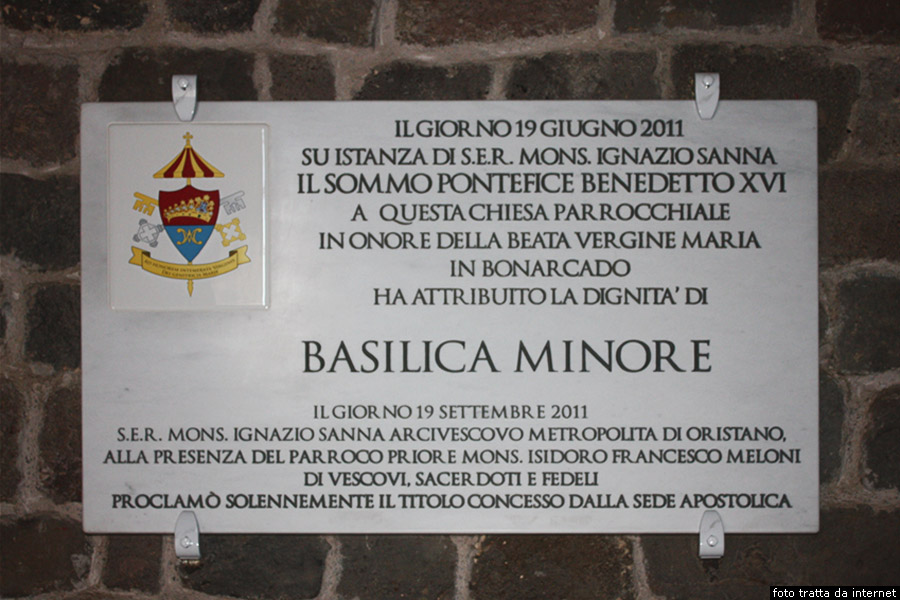 IL GIORNO 19 GIUGNO 2011
SU ISTANZA DI S.E.R. MONS. IGNAZIO SANNA
IL SOMMO PONTEFICE BENEDETTO XVI
A QUESTA CHIESA PARROCCHIALE
IN ONORE DELLA BEATA VERGINE MARIA
IN BONARCADO
HA ATTRIBUITO LA DIGNITA' DI
BASILICA MINORE
IL GIORNO 19 SETTEMBRE 2011
S.E.R. MONS. IGNAZIO SANNA ARCIVESCOVO METROPOLITA DI ORISTANO,
ALLA PRESENZA DEL PARROCO PRIORE MONS. ISIDORO FRANCESCO MELONI
DI VESCOVI, SACERDOTI E FEDELI
PROCLAMÒ SOLENNEMENTE IL TITOLO CONCESSO DALLA SEDE APOSTOLICA
foto tratta da internet